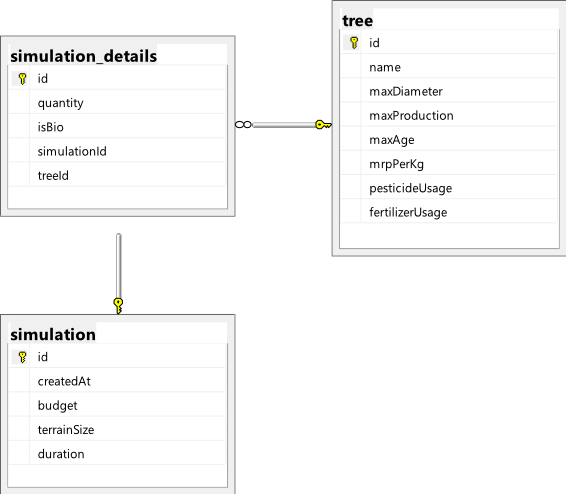 simulation_details
id
quantity
isBio
simulationId
treeId
tree
id
name
maxDiameter
maxProduction
maxAge
mrpPerKg
pesticideUsage
fertilizerUsage
simulation
id
createdAt
budget
terrainSize
duration